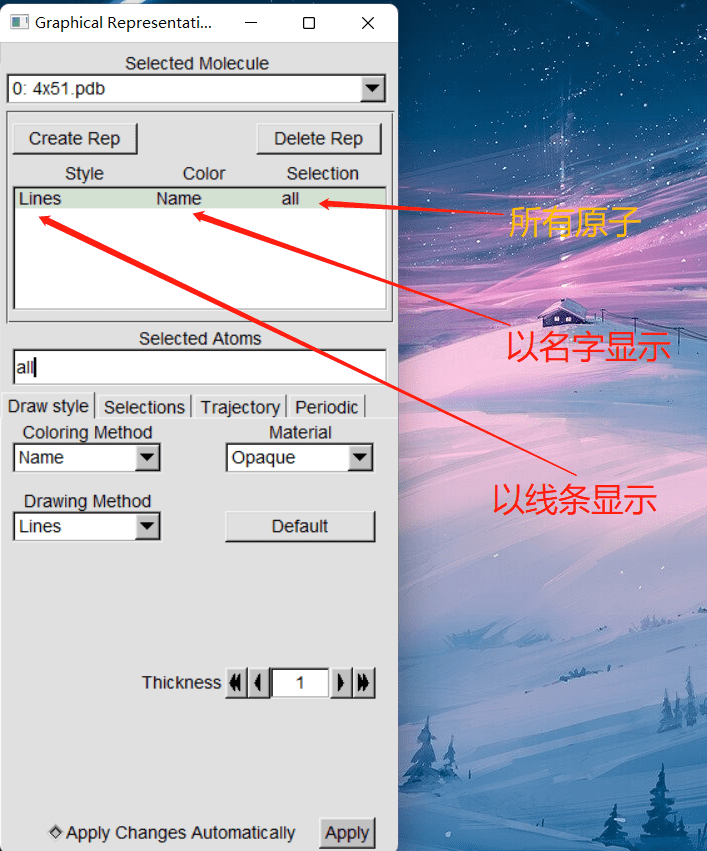 Graphical Representati...
Selected Molecule
0: 4x51.pdb
Create Rep
Delete Rep
Style
Color
Selection
Lines
Name
all
所有原子
以名字显示
Selected Atoms
all
Draw style
Selections
Trajectory
Periodic
Coloring Method
Material
Name
Opaque
以线条显示
Drawing Method
Lines
Default
Thickness
1
Apply Changes Automatically
Apply